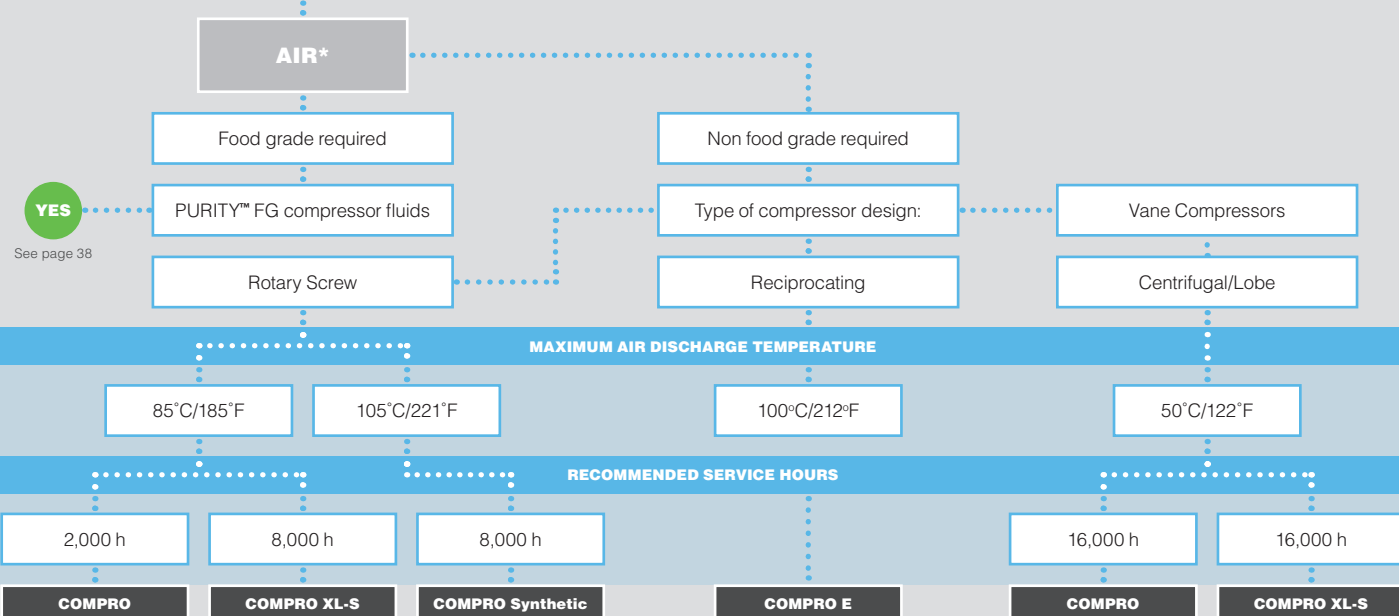 AIR*
Food grade required
Non food grade required
YES
PURITY™ FG compressor fluids
Type of compressor design:
Vane Compressors
See page 38
Rotary Screw
Reciprocating
Centrifugal/Lobe
MAXIMUM AIR DISCHARGE TEMPERATURE
85˚C/185˚F
105˚C/221˚F
100ºC/212ºF
50˚C/122˚F
RECOMMENDED SERVICE HOURS
2,000 h
8,000 h
8,000 h
16,000 h
16,000 h
COMPRO
COMPRO XL-S
COMPRO Synthetic
COMPRO E
COMPRO
COMPRO XL-S